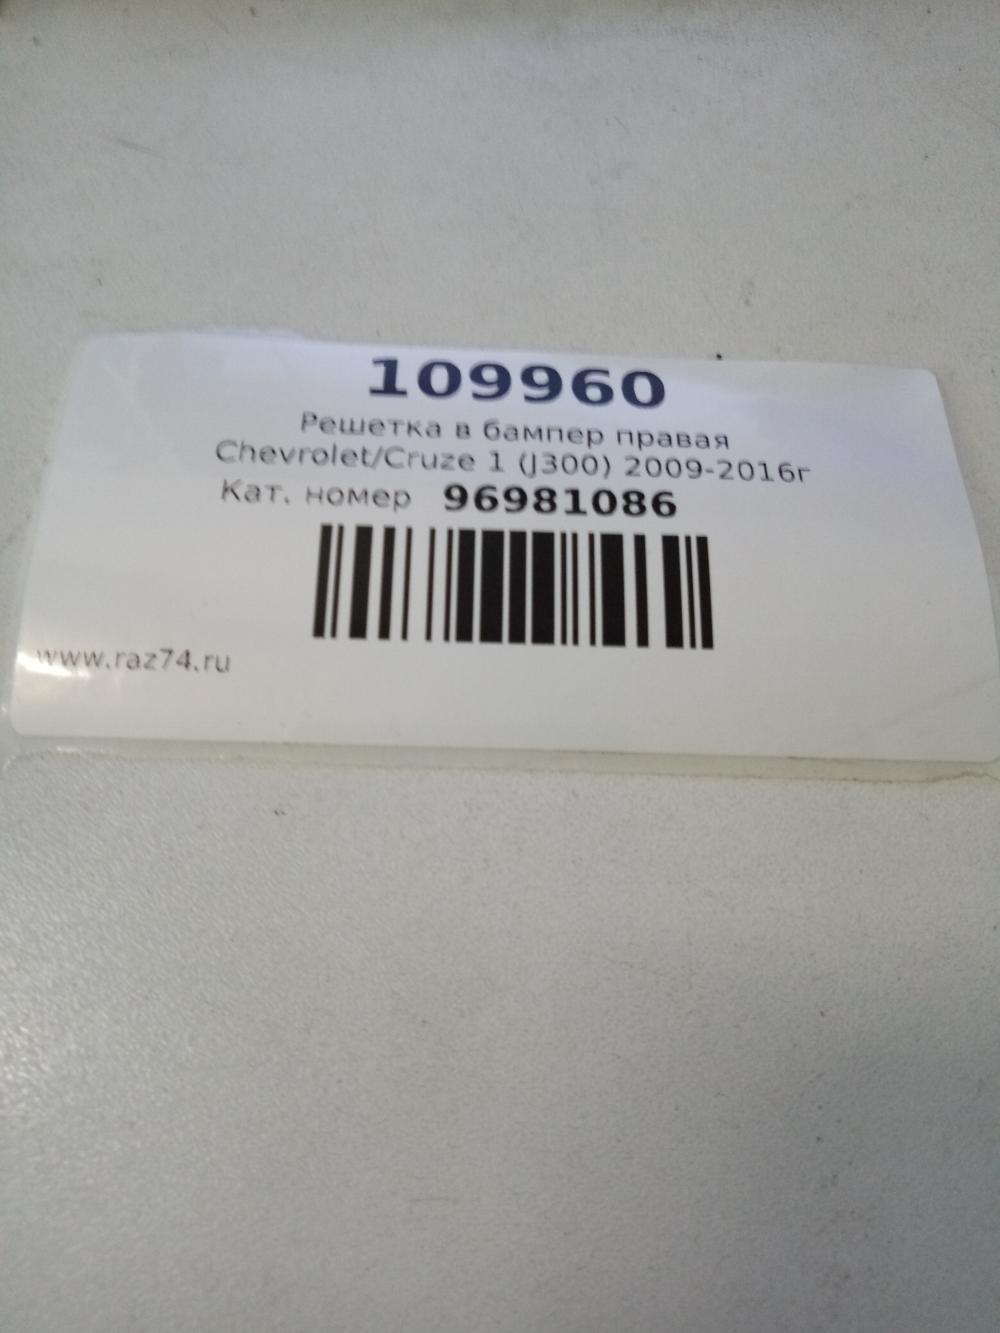 109960
Решетка в бампер правая
Chevrolet/Cruze 1 (J300) 2009-2016г
Кат. номер 96981086
www.raz74.ru